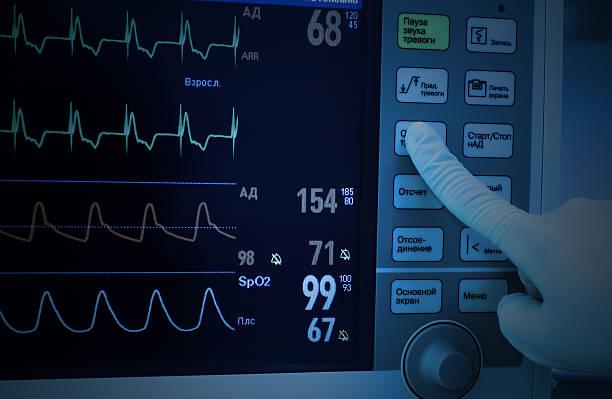 АД
68
120
45
ARR
Взросл.
АД
154
185
80
98
71
SpO2
99
100
93
Плс
67
Пауза
звука
тревоги
Запись
Пред.
тревоги
Печать
экрана
Старт/Стоп
нАД
Отсчет
Отсое-
динение
Основной
экран
Меню